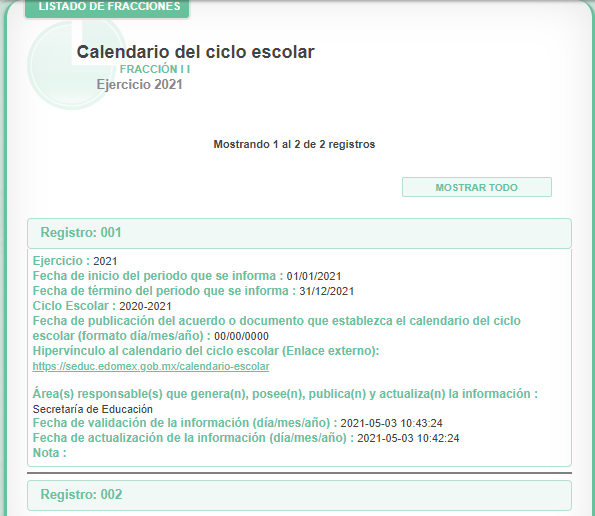 LISTADO DE FRACCIONES
Calendario del ciclo escolar
FRACCIÓN I I
Ejercicio 2021
Mostrando 1 al 2 de 2 registros
MOSTRAR TODO
Registro: 001
Ejercicio : 2021
Fecha de inicio del periodo que se informa : 01/01/2021
Fecha de término del periodo que se informa : 31/12/2021
Ciclo Escolar : 2020-2021
Fecha de publicación del acuerdo o documento que establezca el calendario del ciclo
escolar (formato día/mes/año) : 00/00/0000
Hipervínculo al calendario del ciclo escolar (Enlace externo):
https://seduc.edomex.gob.mx/calendario-escolar
Área(s) responsable(s) que genera(n), posee(n), publica(n) y actualiza(n) la información :
Secretaría de Educación
Fecha de validación de la información (día/mes/año) : 2021-05-03 10:43:24
Fecha de actualización de la información (día/mes/año) : 2021-05-03 10:42:24
Nota :
Registro: 002